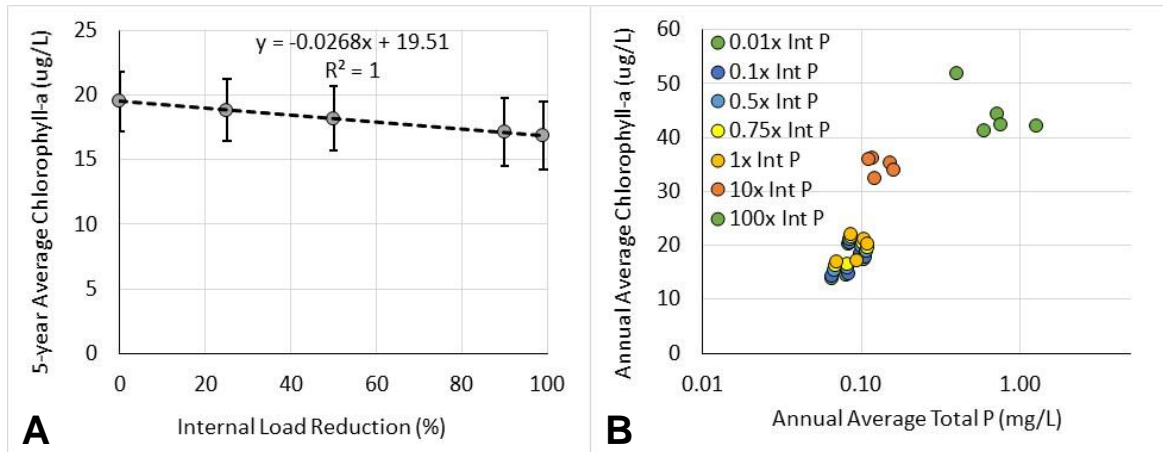 5-year Average Chlorophyll-a (ug/L)
25
20
15
10
5
0
y = -0.0268x + 19.51
R² = 1
0 20 40 60 80 100
Internal Load Reduction (%)
A
Annual Average Chlorophyll-a (ug/L)
60
50
40
30
20
10
0
0.01x Int P
0.1x Int P
0.5x Int P
0.75x Int P
1x Int P
10x Int P
100x Int P
0.01 0.10 1.00
Annual Average Total P (mg/L)
B